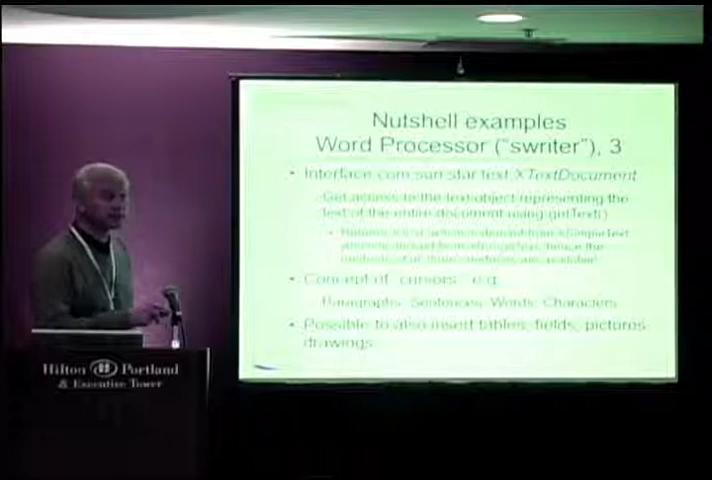 Nutshell examples
Word Processor ("swriter"), 3
• Interface com.sun.star.text.XTextDocument
Get access to the text object representing the
text of the entire document using getText()
hence the
• Concept of "cursors" e.g.
Paragraphs, Sentences, Words, Characters
• Possible to also insert tables, fields, pictures
drawings
Hilton Portland
& Executive Tower